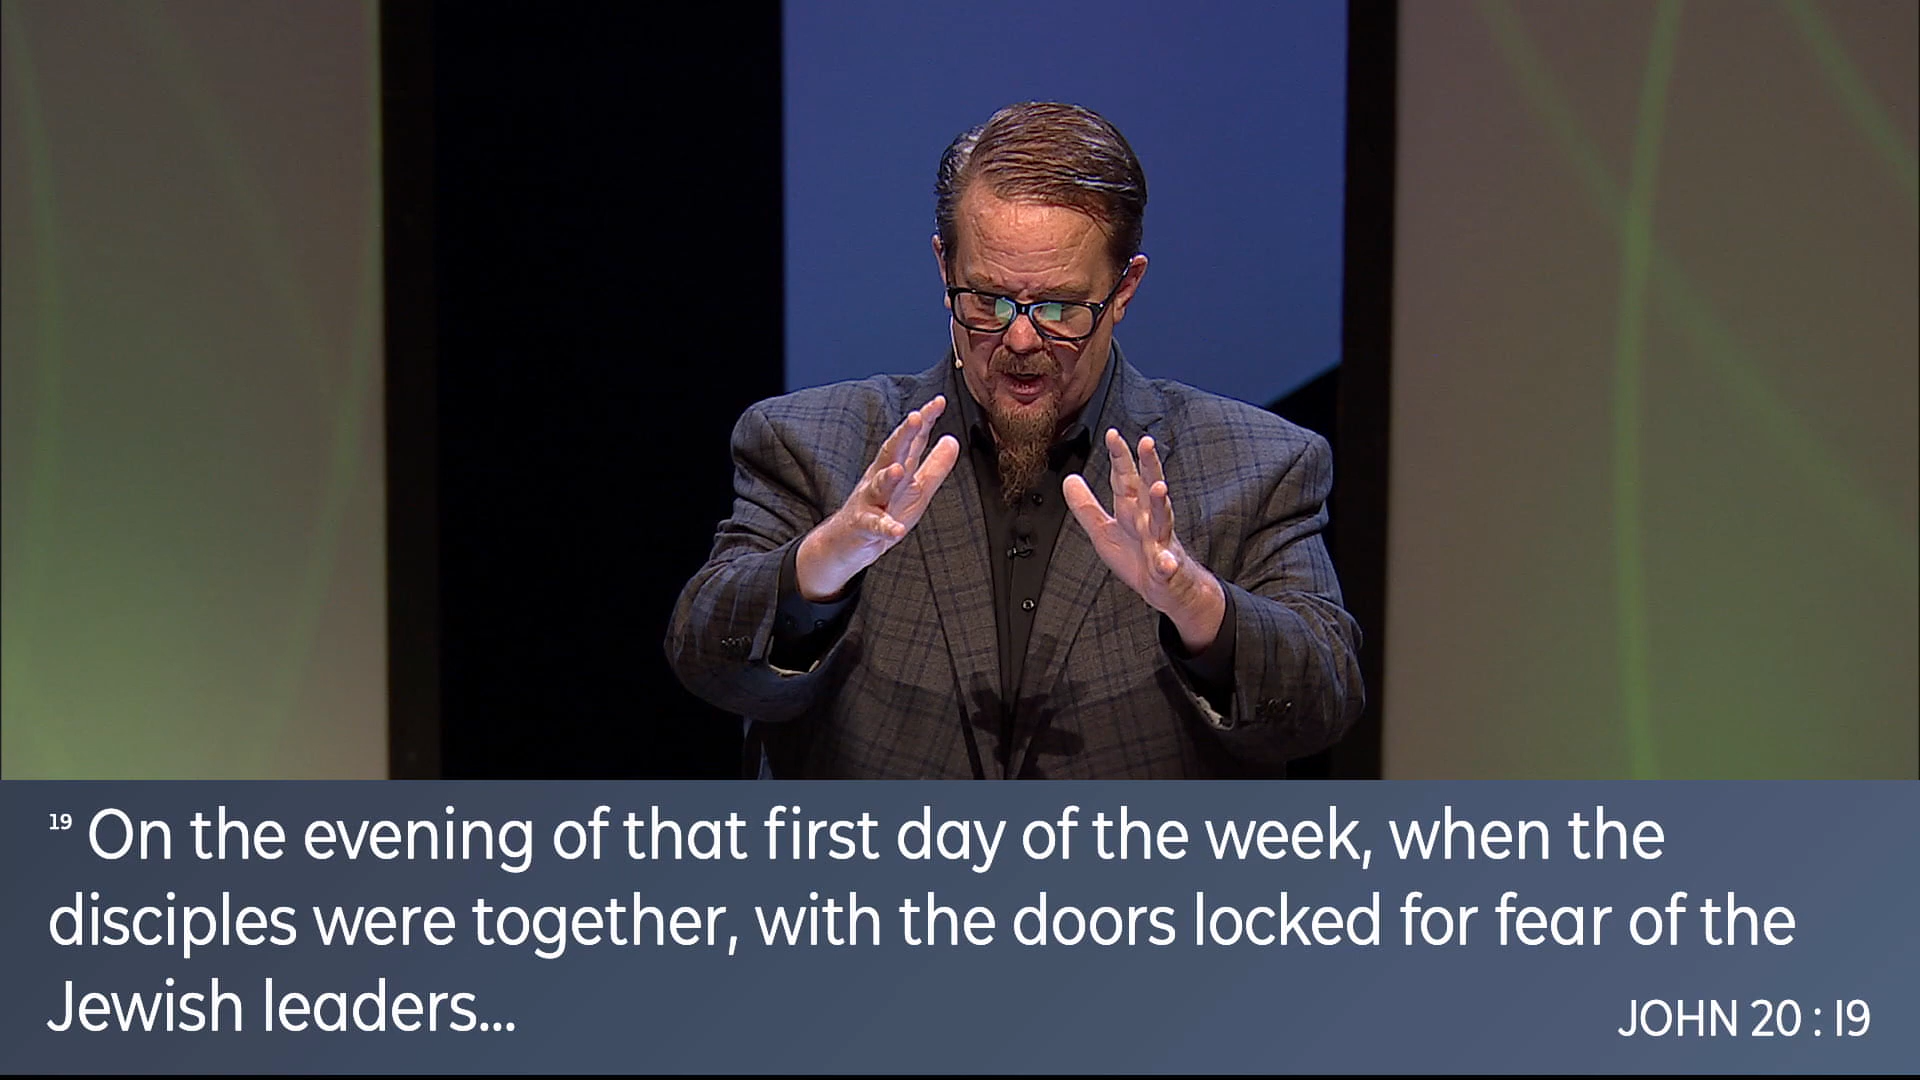 19 On the evening of that first day of the week, when the
disciples were together, with the doors locked for fear of the
Jewish leaders...
JOHN 20 : 19